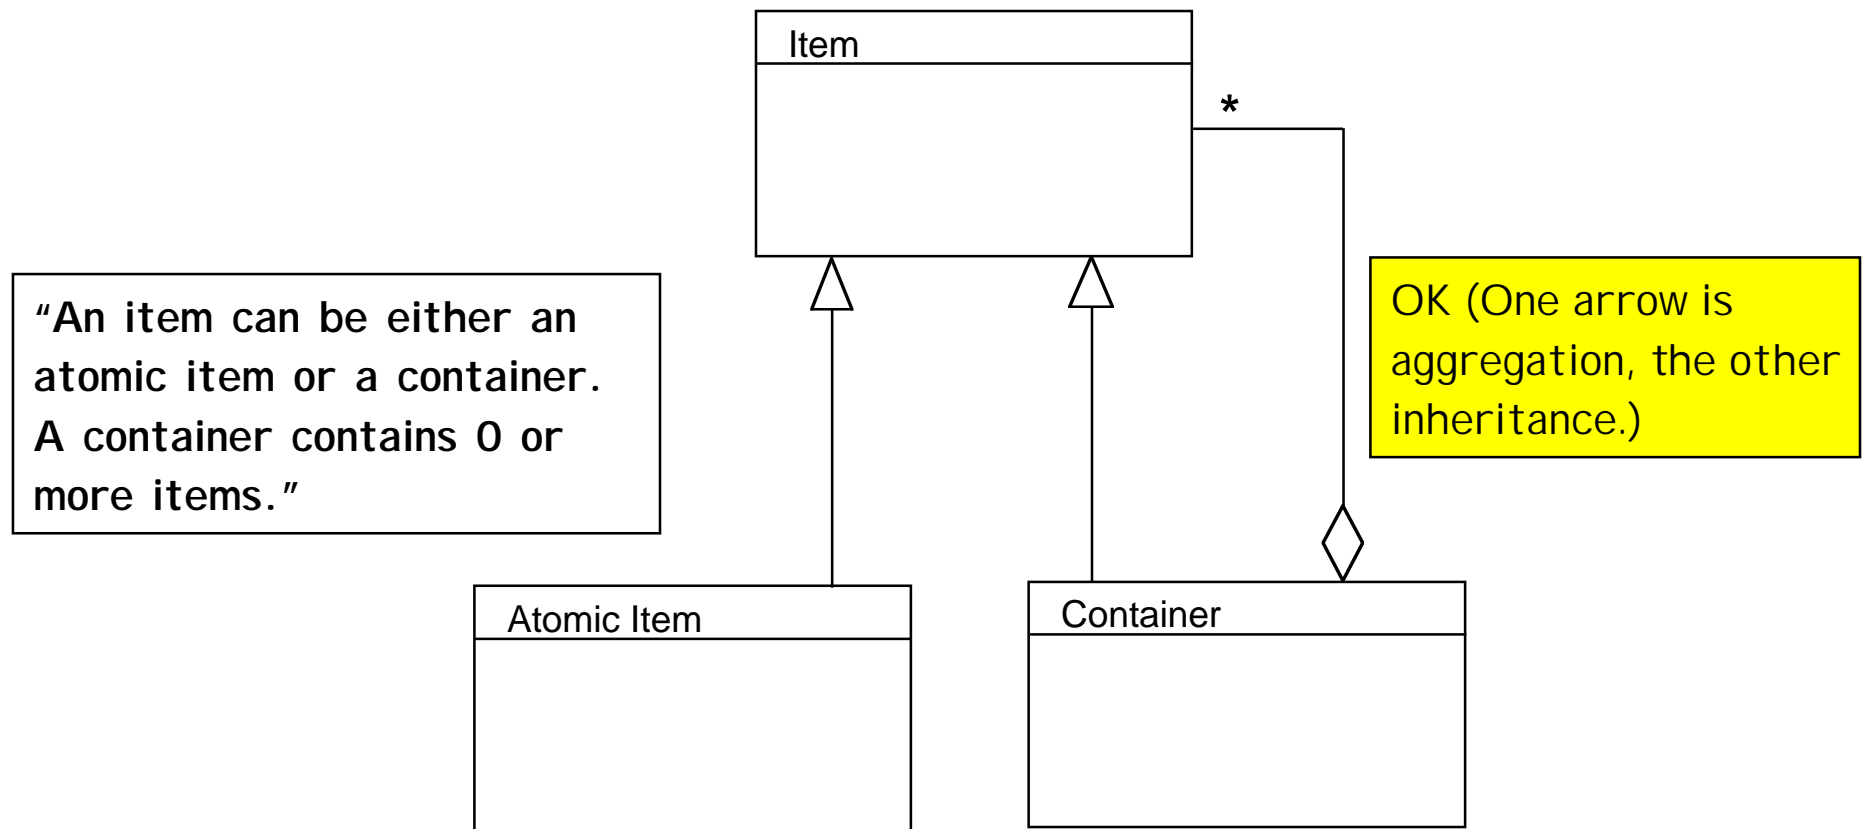 Item
*
“An item can be either an
atomic item or a container.
A container contains 0 or
more items.”
OK (One arrow is
aggregation, the other
inheritance.)
Atomic Item
Container